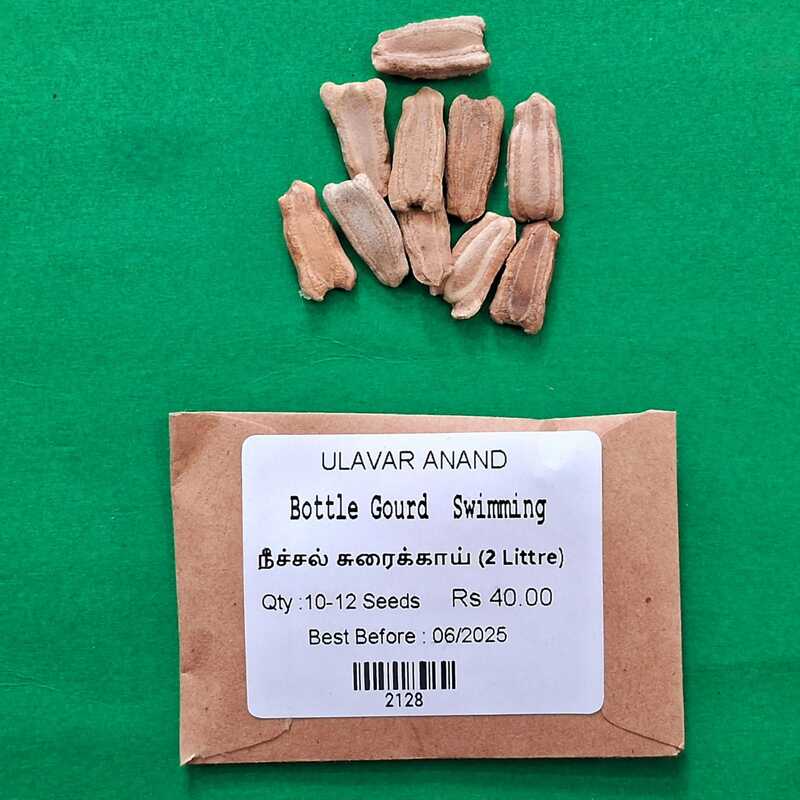 ULAVAR ANAND
Bottle Gourd Swimming
நீச்சல் சுரைக்காய் (2 Littre)
Qty :10-12 Seeds Rs 40.00
Best Before : 06/2025
2128